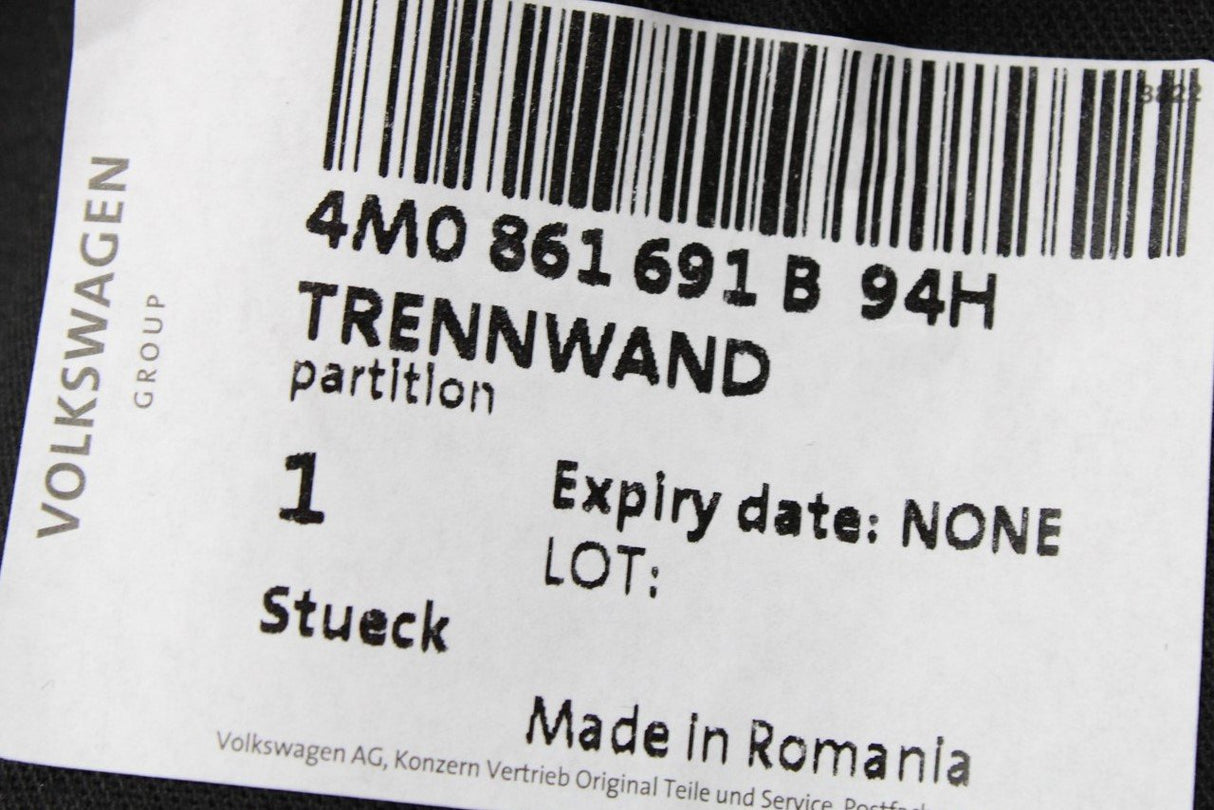 3822
4M0 861 691 B 94H
TRENNWAND
partition
1
Expiry date: NONE
LOT:
Stueck
Made in Romania
Volkswagen AG, Konzern Vertrieb Original Teile und Service,
VOLKSWAGEN
GROUP